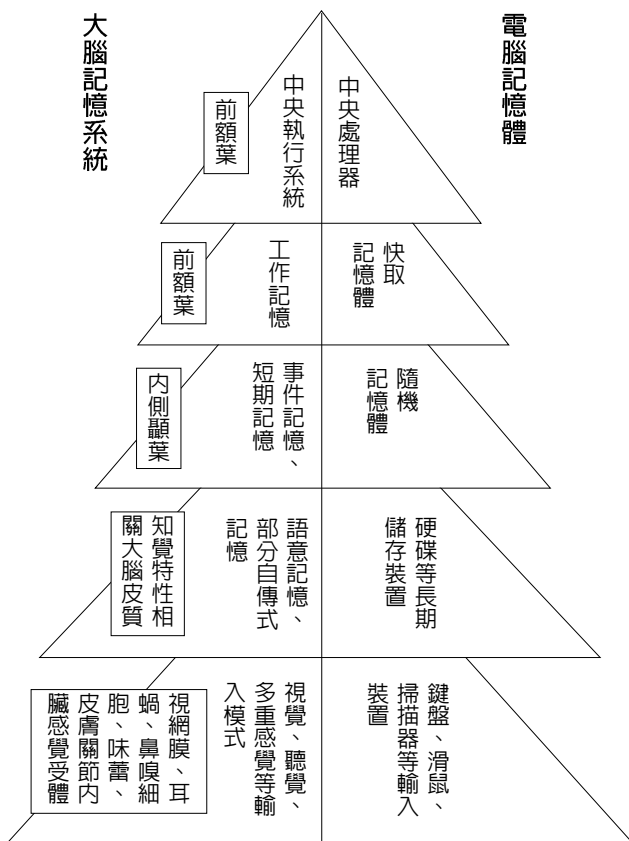 大腦記憶系統
電腦記憶體
前額葉
中央執行系統
中央處理器
前額葉
工作記憶
快取
記憶體
內側顳葉
事件記憶、
短期記憶
隨機
記憶體
知覺特性相
關大腦皮質
語意記憶、
部分自傳式
記憶
硬碟等長期
儲存裝置
視網膜、耳
蝸、鼻嗅細
胞、味蕾、
皮膚關節內
臟感覺受體
視覺、聽覺、
多重感覺等輸
入模式
鍵盤、滑鼠、
掃描器等輸入
裝置